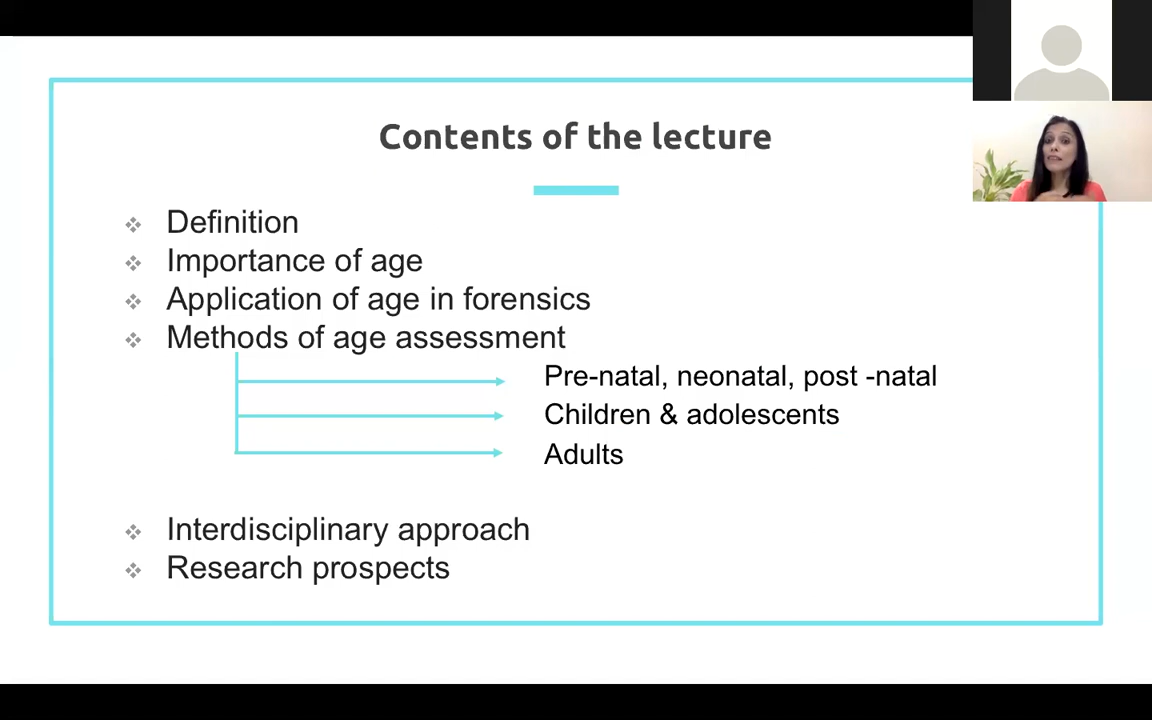 Contents of the lecture
Definition
Importance of age
Application of age in forensics
Methods of age assessment
Pre-natal, neonatal, post -natal
Children & adolescents
Adults
Interdisciplinary approach
Research prospects